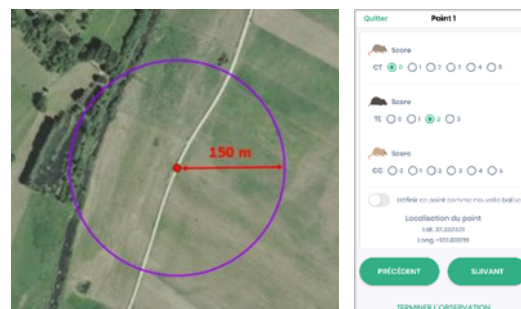 150 m
Quitter
Point 1
Score
CT 0 1 2 3 4 5
Score
TE 0 1 2 3
Score
CC 0 1 2 3 4 5
Définir ce point comme nouvelle balise
Localisation du point
Lat.
Long.
PRÉCÉDENT
SUIVANT
TERMINER L'OBSERVATION